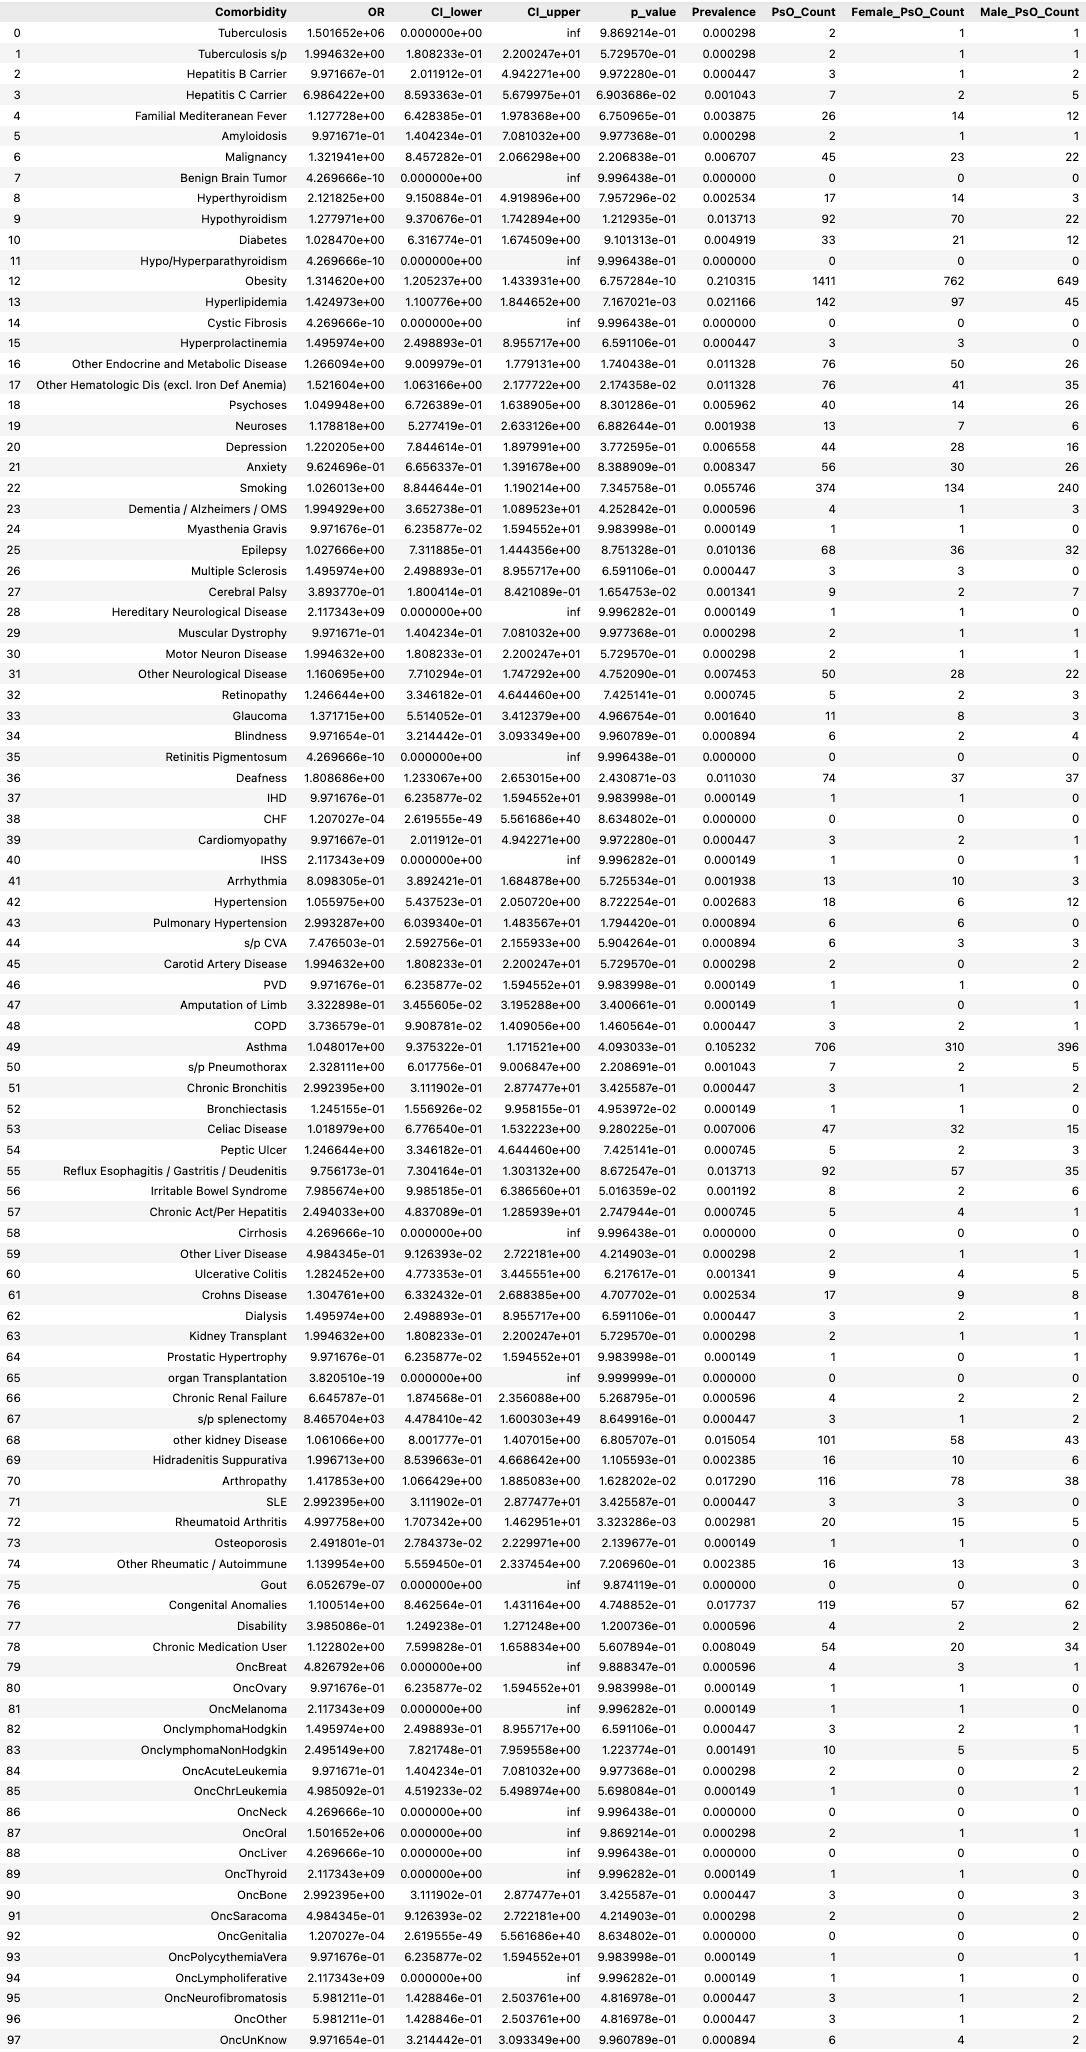 Comorbidity OR CI_lower CI_upper p_value Prevalence PsO_Count Female_PsO_Count Male_PsO_Count
0 Tuberculosis 1.501652e+06 0.000000e+00 inf 9.869214e-01 0.000298 2 1 1
1 Tuberculosis s/p 1.994632e+00 1.808233e-01 2.200247e+01 5.729570e-01 0.000298 2 1 1
2 Hepatitis B Carrier 9.971667e-01 2.011912e-01 4.942271e+00 9.972280e-01 0.000447 3 1 2
3 Hepatitis C Carrier 6.986422e+00 8.593363e-01 5.679975e+01 6.903686e-02 0.001043 7 2 5
4 Familial Mediteranean Fever 1.127728e+00 6.428385e-01 1.978368e+00 6.750965e-01 0.003875 26 14 12
5 Amyloidosis 9.971671e-01 1.404234e-01 7.081032e+00 9.977368e-01 0.000298 2 1 1
6 Malignancy 1.321941e+00 8.457282e-01 2.066298e+00 2.206838e-01 0.006707 45 23 22
7 Benign Brain Tumor 4.269666e-10 0.000000e+00 inf 9.996438e-01 0.000000 0 0 0
8 Hyperthyroidism 2.121825e+00 9.150884e-01 4.919896e+00 7.957296e-02 0.002534 17 14 3
9 Hypothyroidism 1.277971e+00 9.370676e-01 1.742894e+00 1.212935e-01 0.013713 92 70 22
10 Diabetes 1.028470e+00 6.316774e-01 1.674509e+00 9.101313e-01 0.004919 33 21 12
11 Hypo/Hyperparathyroidism 4.269666e-10 0.000000e+00 inf 9.996438e-01 0.000000 0 0 0
12 Obesity 1.314620e+00 1.205237e+00 1.433931e+00 6.757284e-10 0.210315 1411 762 649
13 Hyperlipidemia 1.424973e+00 1.100776e+00 1.844652e+00 7.167021e-03 0.021166 142 97 45
14 Cystic Fibrosis 4.269666e-10 0.000000e+00 inf 9.996438e-01 0.000000 0 0 0
15 Hyperprolactinemia 1.495974e+00 2.498893e-01 8.955717e+00 6.591106e-01 0.000447 3 3 0
16 Other Endocrine and Metabolic Disease 1.266094e+00 9.009979e-01 1.779131e+00 1.740438e-01 0.011328 76 50 26
17 Other Hematologic Dis (excl. Iron Def Anemia) 1.521604e+00 1.063166e+00 2.177722e+00 2.174358e-02 0.011328 76 41 35
18 Psychoses 1.049948e+00 6.726389e-01 1.638905e+00 8.301286e-01 0.005962 40 14 26
19 Neuroses 1.178818e+00 5.277419e-01 2.633126e+00 6.882644e-01 0.001938 13 7 6
20 Depression 1.220205e+00 7.844614e-01 1.897991e+00 3.772595e-01 0.006558 44 28 16
21 Anxiety 9.624696e-01 6.656337e-01 1.391678e+00 8.388909e-01 0.008347 56 30 26
22 Smoking 1.026013e+00 8.844644e-01 1.190214e+00 7.345758e-01 0.055746 374 134 240
23 Dementia / Alzheimers / OMS 1.994929e+00 3.652738e-01 1.089523e+01 4.252842e-01 0.000596 4 1 3
24 Myasthenia Gravis 9.971676e-01 6.235877e-02 1.594552e+01 9.983998e-01 0.000149 1 1 0
25 Epilepsy 1.027666e+00 7.311885e-01 1.444356e+00 8.751328e-01 0.010136 68 36 32
26 Multiple Sclerosis 1.495974e+00 2.498893e-01 8.955717e+00 6.591106e-01 0.000447 3 3 0
27 Cerebral Palsy 3.893770e+01 1.800414e-01 8.421089e-01 1.654753e-02 0.001341 9 2 7
28 Hereditary Neurological Disease 2.117343e+09 0.000000e+00 inf 9.996282e-01 0.000149 1 1 0
29 Muscular Dystrophy 9.971671e-01 1.404234e-01 7.081032e+00 9.977368e-01 0.000298 2 1 1
30 Motor Neuron Disease 1.994632e+00 1.808233e-01 2.200247e+01 5.729570e-01 0.000298 2 1 1
31 Other Neurological Disease 1.160695e+00 7.710294e-01 1.747292e+00 4.752090e-01 0.007453 50 28 22
32 Retinopathy 1.246644e+00 3.346182e-01 4.644460e+00 7.425141e-01 0.000745 5 2 3
33 Glaucoma 1.371715e+00 5.514052e-01 3.412379e+00 4.966754e-01 0.001640 11 8 3
34 Blindness 9.971654e-01 3.214442e-01 3.093349e+00 9.960789e-01 0.000894 6 2 4
35 Retinitis Pigmentosum 4.269666e-10 0.000000e+00 inf 9.996438e-01 0.000000 0 0 0
36 Deafness 1.808686e+00 1.233067e+00 2.653015e+00 2.430871e-03 0.011030 74 37 37
37 IHD 9.971676e-01 6.235877e-02 1.594552e+01 9.983998e-01 0.000149 1 1 0
38 CHF 1.207027e-04 2.619555e-49 5.561686e+40 8.634802e-01 0.000000 0 0 0
39 Cardiomyopathy 9.971667e-01 2.011912e-01 4.942271e+00 9.972280e-01 0.000447 3 2 1
40 IHSS 2.117343e+09 0.000000e+00 inf 9.996282e-01 0.000149 1 0 1
41 Arrhythmia 8.098305e-01 3.892421e-01 1.684878e+00 5.725534e-01 0.001938 13 10 3
42 Hypertension 1.055975e+00 5.437523e-01 2.050720e+00 8.722254e-01 0.002683 18 6 12
43 Pulmonary Hypertension 2.993287e+00 6.039340e-01 1.483567e+01 1.794420e-01 0.000894 6 6 0
44 s/p CVA 7.476503e-01 2.592756e-01 2.155933e+00 5.904264e-01 0.000894 6 3 3
45 Carotid Artery Disease 1.994632e+00 1.808233e-01 2.200247e+01 5.729570e-01 0.000298 2 0 2
46 PVD 9.971676e-01 6.235877e-02 1.594552e+01 9.983998e-01 0.000149 1 1 0
47 Amputation of Limb 3.322898e-01 3.455605e-02 3.195288e+00 3.400661e-01 0.000149 1 0 1
48 COPD 3.736579e-01 9.908781e-02 1.409056e+00 1.460564e-01 0.000447 3 2 1
49 Asthma 1.048017e+00 9.375322e-01 1.171521e+00 4.093033e-01 0.105232 706 310 396
50 s/p Pneumothorax 2.328111e+00 6.017756e-01 9.006847e+00 2.208691e-01 0.001043 7 2 5
51 Chronic Bronchitis 2.992395e+00 3.111902e-01 2.877477e+01 3.425587e-01 0.000447 3 1 2
52 Bronchiectasis 1.245155e-01 1.556926e-02 9.958155e-01 4.953972e-02 0.000149 1 1 0
53 Celiac Disease 1.018979e+00 6.776540e-01 1.532223e+00 9.280225e-01 0.007006 47 32 15
54 Peptic Ulcer 1.246644e+00 3.346182e-01 4.644460e+00 7.425141e-01 0.000745 5 2 3
55 Reflux Esophagitis / Gastritis / Deudenitis 9.756173e-01 7.304164e-01 1.303132e+00 8.672547e-01 0.013713 92 57 35
56 Irritable Bowel Syndrome 7.985674e+00 9.985185e-01 6.386560e+01 5.016359e-02 0.001192 8 2 6
57 Chronic Act/Per Hepatitis 2.494033e+00 4.837089e-01 1.285939e+01 2.747944e-01 0.000745 5 4 1
58 Cirrhosis 4.269666e-10 0.000000e+00 inf 9.996438e-01 0.000000 0 0 0
59 Other Liver Disease 4.984345e-01 9.126393e-02 2.722181e+00 4.214903e-01 0.000298 2 1 1
60 Ulcerative Colitis 1.282452e+00 4.773353e-01 3.445551e+00 6.217617e-01 0.001341 9 4 5
61 Crohns Disease 1.304761e+00 6.332432e-01 2.688385e+00 4.707702e-01 0.002534 17 9 8
62 Dialysis 1.495974e+00 2.498893e-01 8.955717e+00 6.591106e-01 0.000447 3 2 1
63 Kidney Transplant 1.994632e+00 1.808233e-01 2.200247e+01 5.729570e-01 0.000298 2 1 1
64 Prostatic Hypertrophy 9.971676e-01 6.235877e-02 1.594552e+01 9.983998e-01 0.000149 1 0 1
65 organ Transplantation 3.820510e-19 0.000000e+00 inf 9.999999e-01 0.000000 0 0 0
66 Chronic Renal Failure 6.645787e-01 1.874568e-01 2.356088e+00 5.268795e-01 0.000596 4 2 2
67 s/p splenectomy 8.465704e+03 4.478410e-42 1.600303e+49 8.649916e-01 0.000447 3 1 2
68 other kidney Disease 1.061066e+00 8.001777e-01 1.407015e+00 6.805707e-01 0.015054 101 58 43
69 Hidradenitis Suppurativa 1.996713e+00 8.539663e-01 4.668642e+00 1.105593e-01 0.002385 16 10 6
70 Arthropathy 1.417853e+00 1.066429e+00 1.885083e+00 1.628202e-02 0.017290 116 78 38
71 SLE 2.992395e+00 3.111902e-01 2.877477e+01 3.425587e-01 0.000447 3 3 0
72 Rheumatoid Arthritis 4.997758e+00 1.707342e+00 1.462951e+01 3.323286e-03 0.002981 20 15 5
73 Osteoporosis 2.491801e-01 2.784372e-02 2.229971e+00 2.139677e-01 0.000149 1 1 0
74 Other Rheumatic / Autoimmune 1.139954e+00 5.559450e-01 2.337454e+00 7.206960e-01 0.002385 16 13 3
75 Gout 6.052679e-07 0.000000e+00 inf 9.874119e-01 0.000000 0 0 0
76 Congenital Anomalies 1.100514e+00 8.462564e-01 1.431164e+00 4.748852e-01 0.017737 119 57 62
77 Disability 3.985086e-01 1.249238e-01 1.271248e+00 1.200736e-01 0.000596 4 2 2
78 Chronic Medication User 1.122802e+00 7.599828e-01 1.658834e+00 5.607894e-01 0.008049 54 20 34
79 OncBreat 4.826792e+06 0.000000e+00 inf 9.888347e-01 0.000596 4 3 1
80 OncOvary 9.971676e-01 6.235877e-02 1.594552e+01 9.983998e-01 0.000149 1 1 0
81 OncMelanoma 2.117343e+09 0.000000e+00 inf 9.996282e-01 0.000149 1 1 0
82 OnclymphomaHodgkin 1.495974e+00 2.498893e-01 8.955717e+00 6.591106e-01 0.000447 3 2 1
83 OnclymphomaNonHodgkin 2.495149e+00 7.821748e-01 7.959558e+00 1.223774e-01 0.001491 10 5 5
84 OncAcuteLeukemia 9.971671e-01 1.404234e-01 7.081032e+00 9.977368e-01 0.000298 2 0 2
85 OncChrLeukemia 4.985092e-01 4.519233e-02 5.498974e+00 5.698084e-01 0.000149 1 0 1
86 OncNeck 4.269666e-10 0.000000e+00 inf 9.996438e-01 0.000000 0 0 0
87 OncOral 1.501652e+06 0.000000e+00 inf 9.869214e-01 0.000298 2 1 1
88 OncLiver 4.269666e-10 0.000000e+00 inf 9.996438e-01 0.000000 0 0 0
89 OncThyroid 2.117343e+09 0.000000e+00 inf 9.996282e-01 0.000149 1 1 0
90 OncBone 2.992395e+00 3.111902e-01 2.877477e+01 3.425587e-01 0.000447 3 0 3
91 OncSaracoma 4.984345e-01 9.126393e-02 2.722181e+00 4.214903e-01 0.000298 2 0 2
92 OncGenitalia 1.207027e-04 2.619555e-49 5.561686e+40 8.634802e-01 0.000000 0 0 0
93 OncPolycythemiaVera 9.971676e-01 6.235877e-02 1.594552e+01 9.983998e-01 0.000149 1 0 1
94 OncLympholiferative 2.117343e+09 0.000000e+00 inf 9.996282e-01 0.000149 1 1 0
95 OncNeurofibromatosis 5.981211e-01 1.428846e-01 2.503761e+00 4.816978e-01 0.000447 3 1 2
96 OncOther 5.981211e-01 1.428846e-01 2.503761e+00 4.816978e-01 0.000447 3 1 2
97 OncUnKnow 9.971654e-01 3.214442e-01 3.093349e+00 9.960789e-01 0.000894 6 4 2